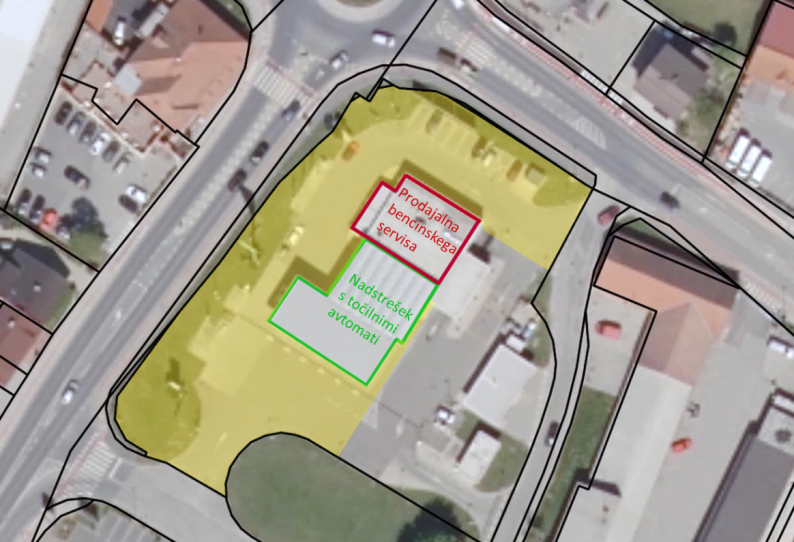 Prodajalna
bencinskega
servisa
Nadstrešek
s točilnimi
avtomati